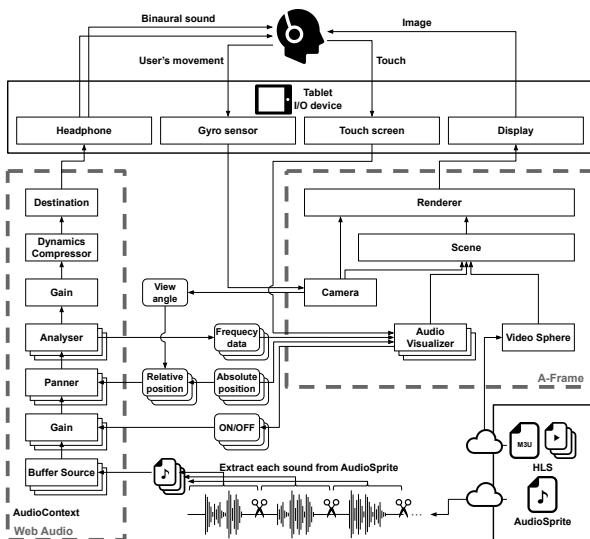 Binaural sound
Image
User's movement
Touch
Tablet
I/O device
Headphone
Gyro sensor
Touch screen
Display
Destination
Renderer
Dynamics
Compressor
Scene
Gain
View
angle
Camera
Analyser
Frequecy
data
Audio
Visualizer
Video Sphere
Panner
Relative
position
Absolute
position
A-Frame
Gain
ON/OFF
M3U
HLS
Buffer Source
Extract each sound from AudioSprite
AudioContext
AudioSprite
Web Audio